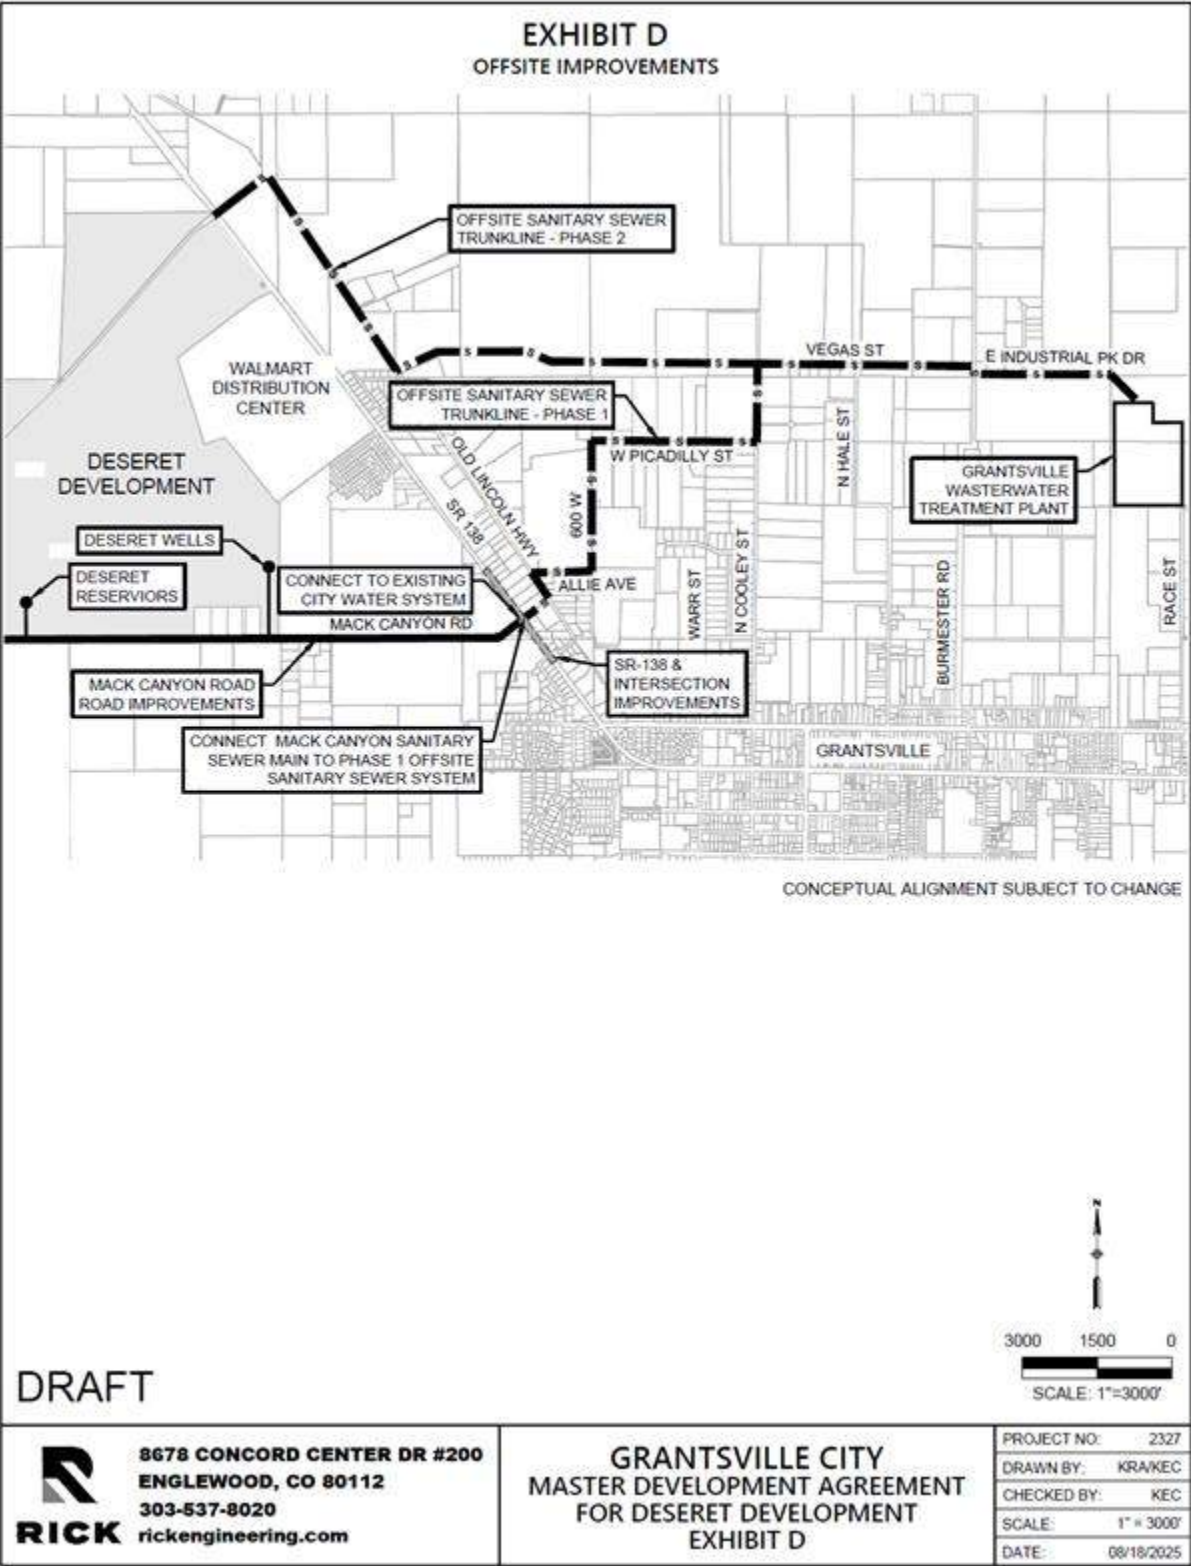 EXHIBIT D
OFFSITE IMPROVEMENTS
OFFSITE SANITARY SEWER
TRUNKLINE - PHASE 2
VEGAS ST
E INDUSTRIAL PK DR
WALMART
DISTRIBUTION
CENTER
OFFSITE SANITARY SEWER
TRUNKLINE - PHASE 1
W PICADILLY ST
N HALE ST
OLD LINCOLN HWY
SR 138
600 W
GRANTSVILLE
WASTERWATER
TREATMENT PLANT
DESERET
DEVELOPMENT
DESERET WELLS
DESERET
RESERVIORS
CONNECT TO EXISTING
CITY WATER SYSTEM
MACK CANYON RD
ALLIE AVE
WARR ST
N COOLEY ST
BURMESTER RD
RACE ST
MACK CANYON ROAD
ROAD IMPROVEMENTS
SR-138 &
INTERSECTION
IMPROVEMENTS
CONNECT MACK CANYON SANITARY
SEWER MAIN TO PHASE 1 OFFSITE
SANITARY SEWER SYSTEM
GRANTSVILLE
CONCEPTUAL ALIGNMENT SUBJECT TO CHANGE
N
3000 1500 0
SCALE: 1"=3000'
DRAFT
RICK
8678 CONCORD CENTER DR #200
ENGLEWOOD, CO 80112
303-537-8020
rickengineering.com
GRANTSVILLE CITY
MASTER DEVELOPMENT AGREEMENT
FOR DESERET DEVELOPMENT
EXHIBIT D
PROJECT NO: 2327
DRAWN BY: KRA/KEC
CHECKED BY: KEC
SCALE: 1" = 3000'
DATE: 08/18/2025